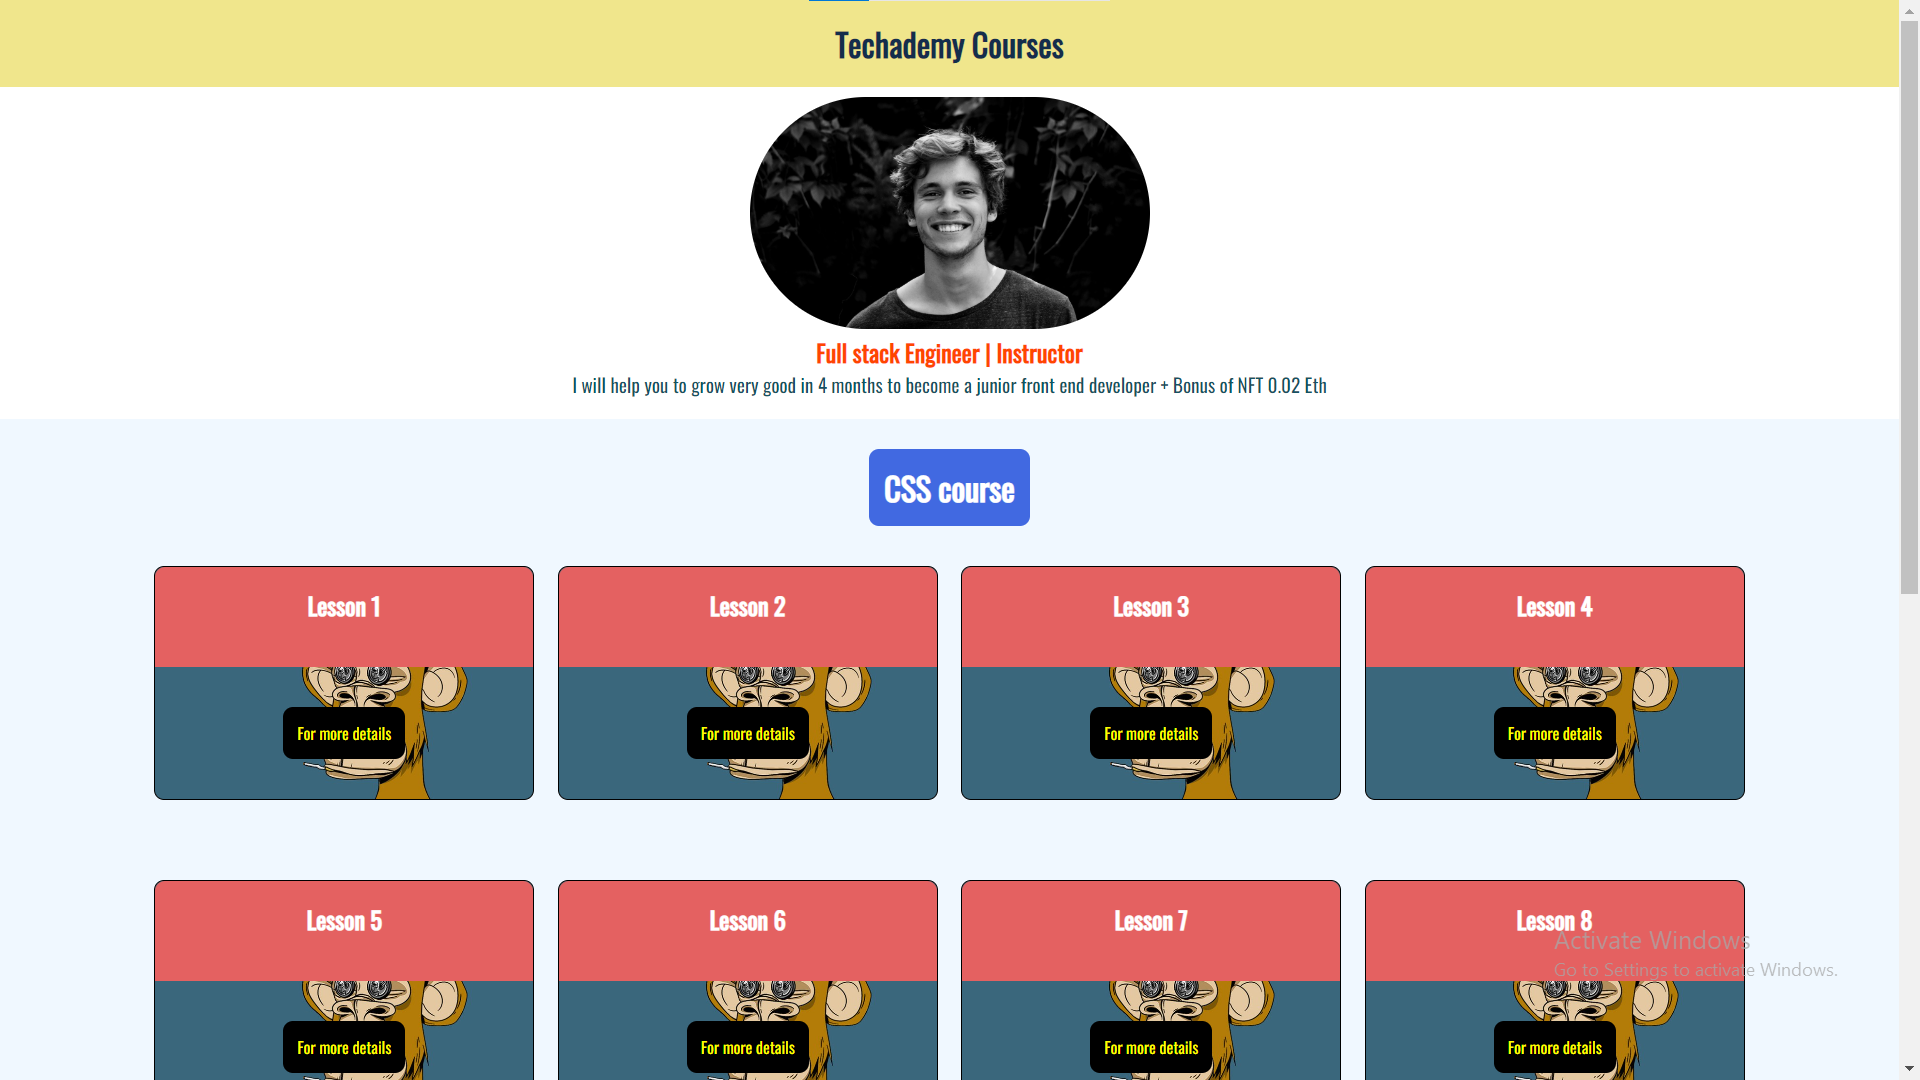 Techademy Courses
Full stack Engineer | Instructor
I will help you to grow very good in 4 months to become a junior front end developer + Bonus of NFT 0.02 Eth
CSS course
Lesson 1
Lesson 2
Lesson 3
Lesson 4
For more details
For more details
For more details
For more details
Lesson 5
Lesson 6
Lesson 7
Lesson 8
Activate Windows
Go to Settings to activate Windows.
For more details
For more details
For more details
For more details